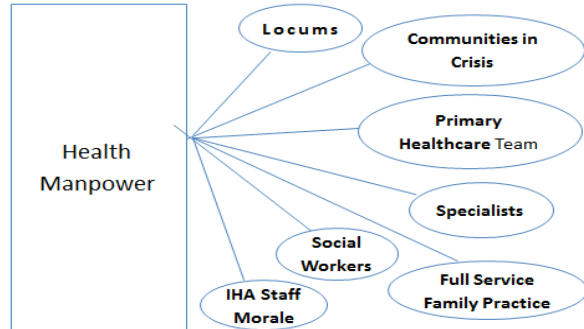 Health
Manpower
Locums
Communities in
Crisis
Primary
Healthcare Team
Specialists
Full Service
Family Practice
Social
Workers
IHA Staff
Morale